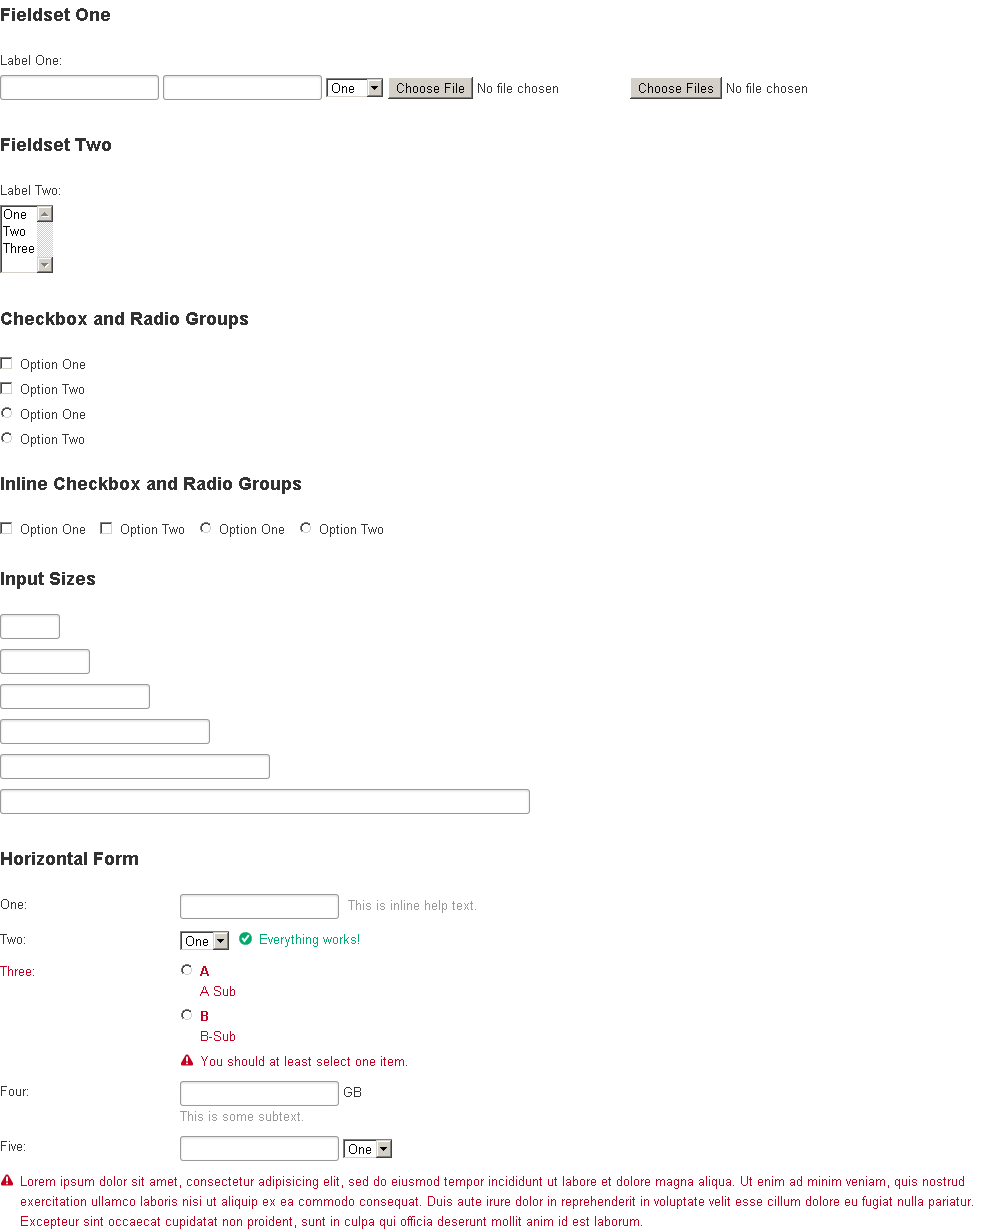 Fieldset One
Label One:
One Choose File No file chosen Choose Files No file chosen
Fieldset Two
Label Two:
One
Two
Three
Checkbox and Radio Groups
Option One
Option Two
Option One
Option Two
Inline Checkbox and Radio Groups
Option One Option Two Option One Option Two
Input Sizes
Horizontal Form
One: This is inline help text.
Two: One Everything works!
Three: A
A Sub
B
B-Sub
You should at least select one item.
Four: GB
This is some subtext.
Five: One
Lorem ipsum dolor sit amet, consectetur adipisicing elit, sed do eiusmod tempor incididunt ut labore et dolore magna aliqua. Ut enim ad minim veniam, quis nostrud
exercitation ullamco laboris nisi ut aliquip ex ea commodo consequat. Duis aute irure dolor in reprehenderit in voluptate velit esse cillum dolore eu fugiat nulla pariatur.
Excepteur sint occaecat cupidatat non proident, sunt in culpa qui officia deserunt mollit anim id est laborum.